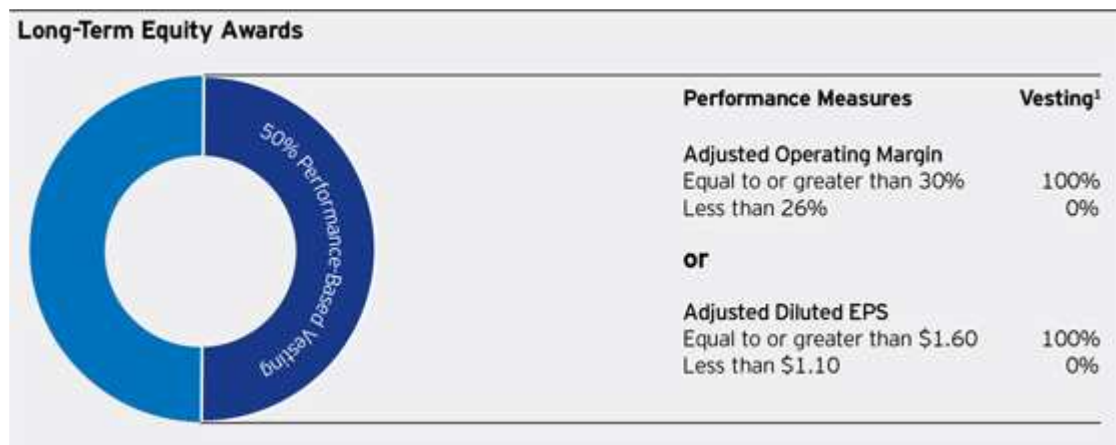 Long-Term Equity Awards
50% Performance-Based Vesting
Performance Measures Vesting¹
Adjusted Operating Margin
Equal to or greater than 30% 100%
Less than 26% 0%
or
Adjusted Diluted EPS
Equal to or greater than $1.60 100%
Less than $1.10 0%